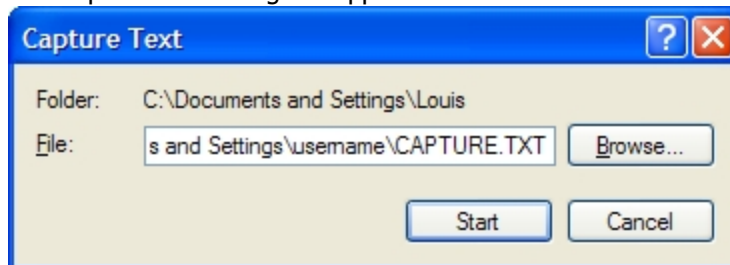 Capture Text
Folder: C:\Documents and Settings\Louis
File: s and Settings\username\CAPTURE.TXT Browse...
Start Cancel